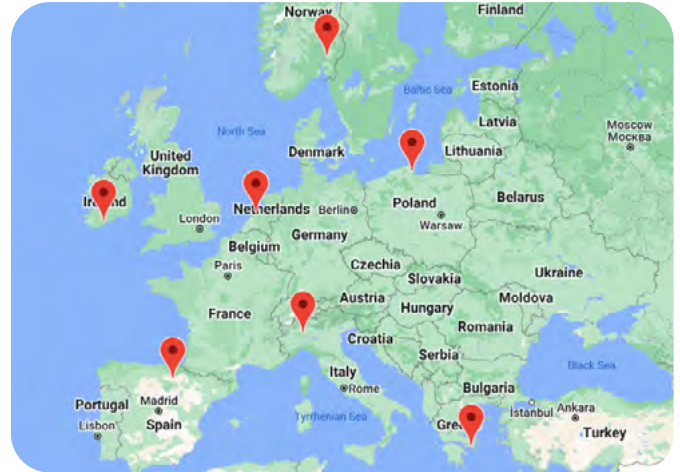 Norway
Finland
Baltic Sea
Estonia
North Sea
Latvia
Moscow
Москва
United
Kingdom
Denmark
Lithuania
Netherlands
Berlin
Poland
Belarus
London
Warsaw
Belgium
Germany
Paris
Czechia
Slovakia
Ukraine
Austria
Moldova
France
Hungary
Romania
Croatia
Serbia
Black Sea
Italy
Rome
Bulgaria
Portugal
Madrid
Istanbul
Ankara
Lisbon
Spain
Tyrrhenian Sea
Turkey